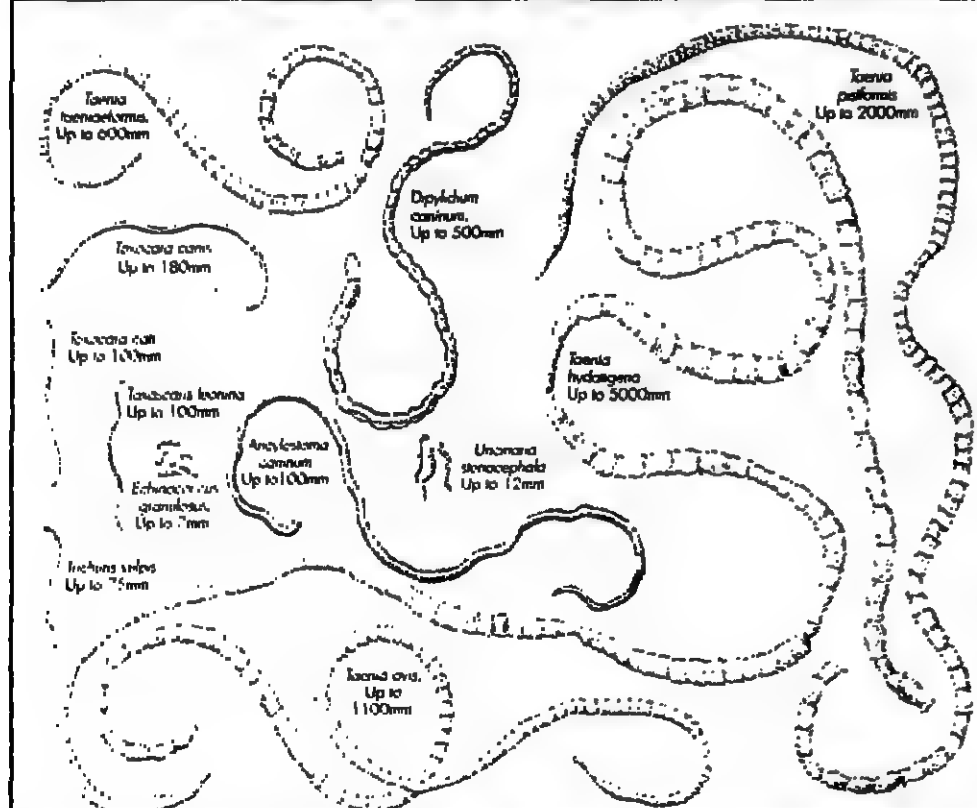 Taenia
taeniaeformis.
Up to 600mm
Taenia
pisiformis
Up to 2000mm
Dipylidium
caninum.
Up to 500mm
Toxocara canis
Up to 180mm
Toxocara cati
Up to 100mm
Taenia
hydatigena
Up to 5000mm
Toxascaris leonina
Up to 100mm
Ancylostoma
caninum
Up to 100mm
Uncinaria
stenocephala
Up to 12mm
Echinococcus
granulosus.
Up to 7mm
Trichuris vulpis
Up to 75mm
Taenia ovis.
Up to
1100mm